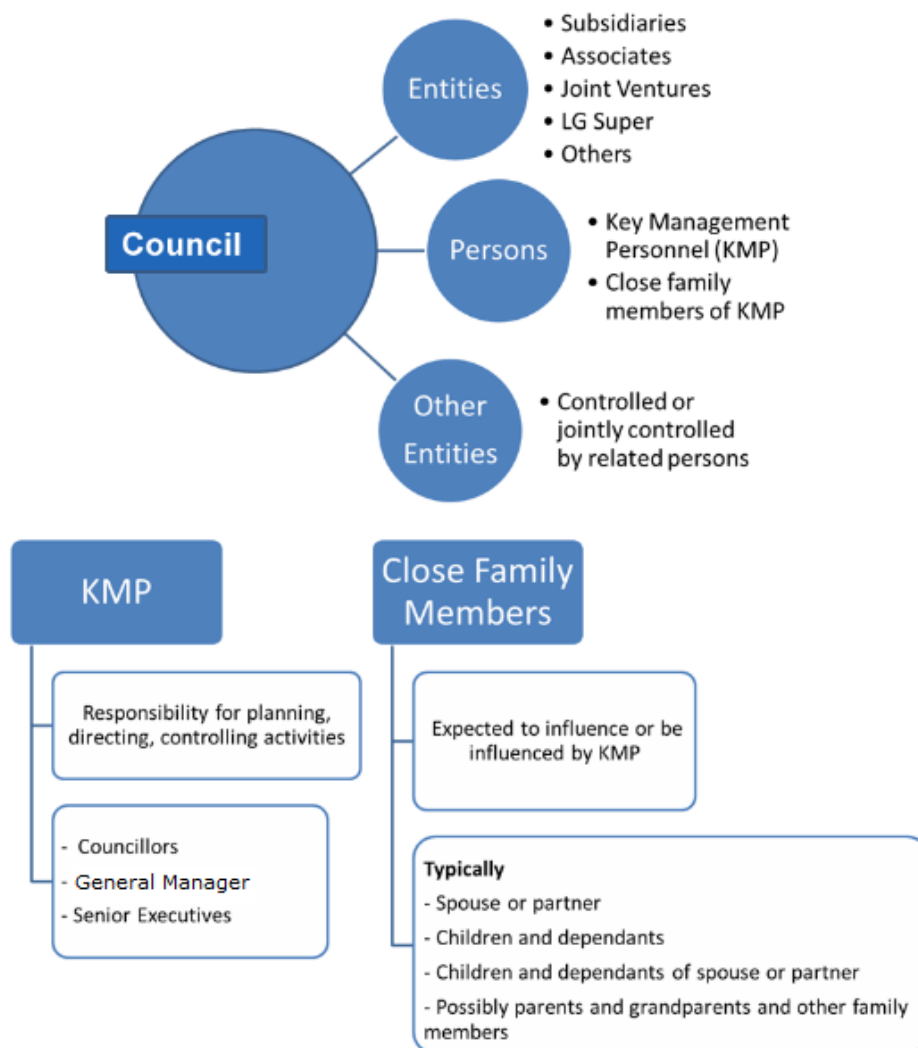 Entities
• Subsidiaries
• Associates
• Joint Ventures
• LG Super
• Others
Council
Persons
• Key Management
Personnel (KMP)
• Close family
members of KMP
Other
Entities
• Controlled or
jointly controlled
by related persons
KMP
Responsibility for planning,
directing, controlling activities
- Councillors
- General Manager
- Senior Executives
Close Family
Members
Expected to influence or be
influenced by KMP
Typically
- Spouse or partner
- Children and dependants
- Children and dependants of spouse or partner
- Possibly parents and grandparents and other family
members